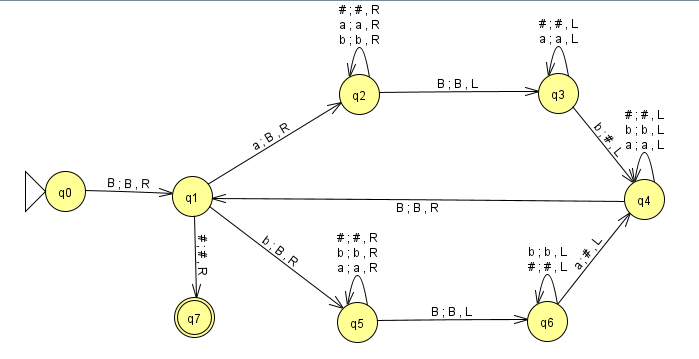 #;#,R
a;a,R
b;b,R
#;#,L
a;a,L
q2
B;B,L
q3
#;#,L
b;b,L
a;a,L
a;B,R
b;#,L
q0
B;B,R
q1
B;B,R
q4
#;#,R
b;B,R
#;#,R
b;b,R
a;a,R
b;b,L
#;#,L
a;#,L
q7
q5
B;B,L
q6